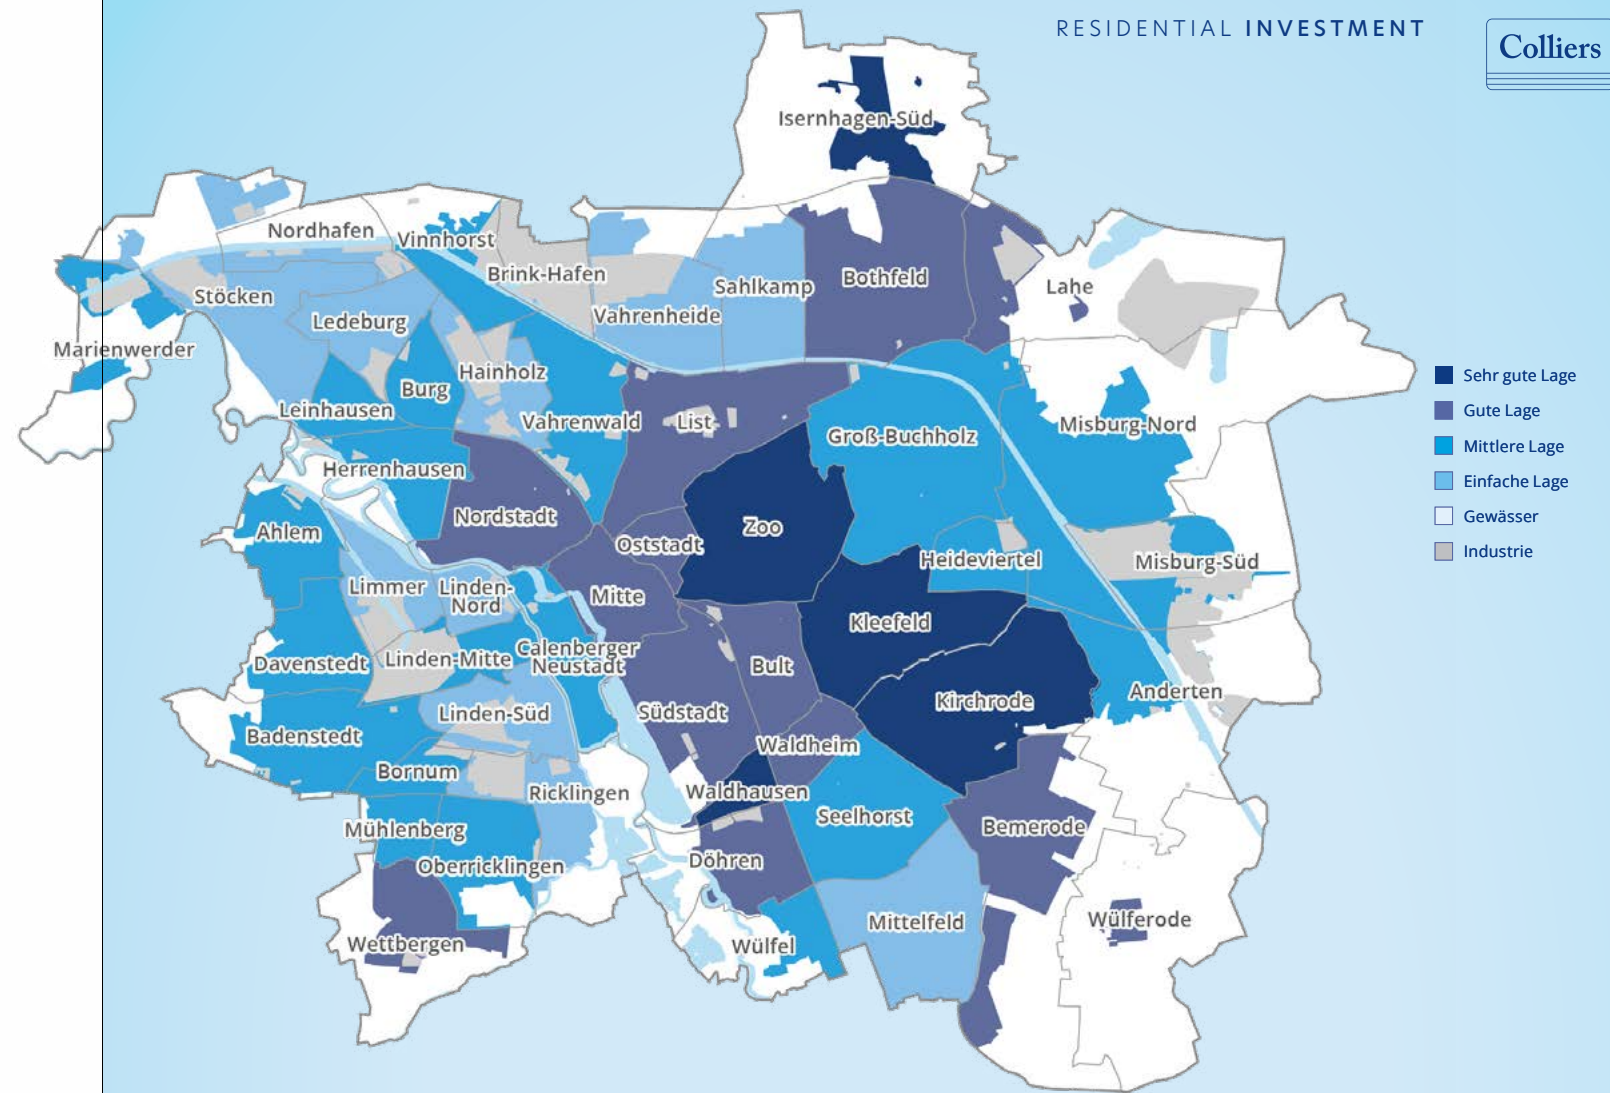 RESIDENTIAL INVESTMENT
Colliers
Isernhagen-Süd
Nordhafen
Vinnhorst
Brink-Hafen
Stöcken
Ledeburg
Vahrenheide
Sahlkamp
Bothfeld
Lahe
Marienwerder
Hainholz
Burg
Leinhausen
Vahrenwald
List
Groß-Buchholz
Misburg-Nord
Herrenhausen
Nordstadt
Ahlem
Oststadt
Zoo
Heideviertel
Misburg-Süd
Limmer
Linden-
Nord
Mitte
Kleefeld
Davenstedt
Linden-Mitte
Calenberger
Neustadt
Bult
Kirchrode
Anderten
Linden-Süd
Südstadt
Badenstedt
Waldheim
Bornum
Ricklingen
Waldhausen
Seelhorst
Mühlenberg
Bemerode
Oberricklingen
Döhren
Mittelfeld
Wülferode
Wettbergen
Wülfel
Sehr gute Lage
Gute Lage
Mittlere Lage
Einfache Lage
Gewässer
Industrie